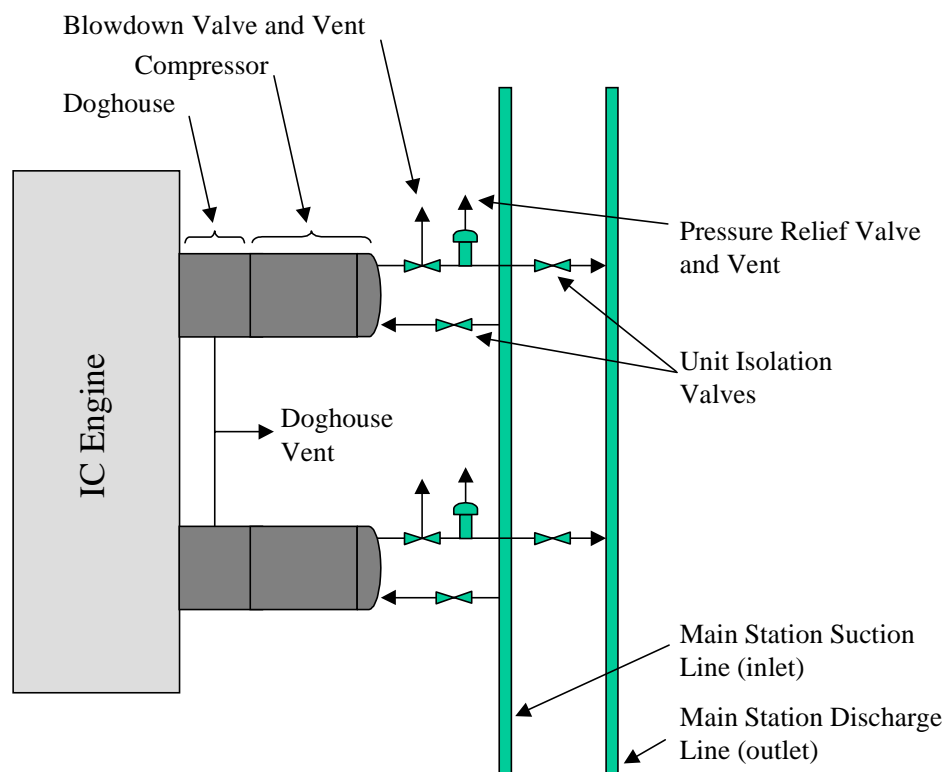 Blowdown Valve and Vent
Compressor
Doghouse
Pressure Relief Valve
and Vent
Unit Isolation
Valves
IC Engine
Doghouse
Vent
Main Station Suction
Line (inlet)
Main Station Discharge
Line (outlet)